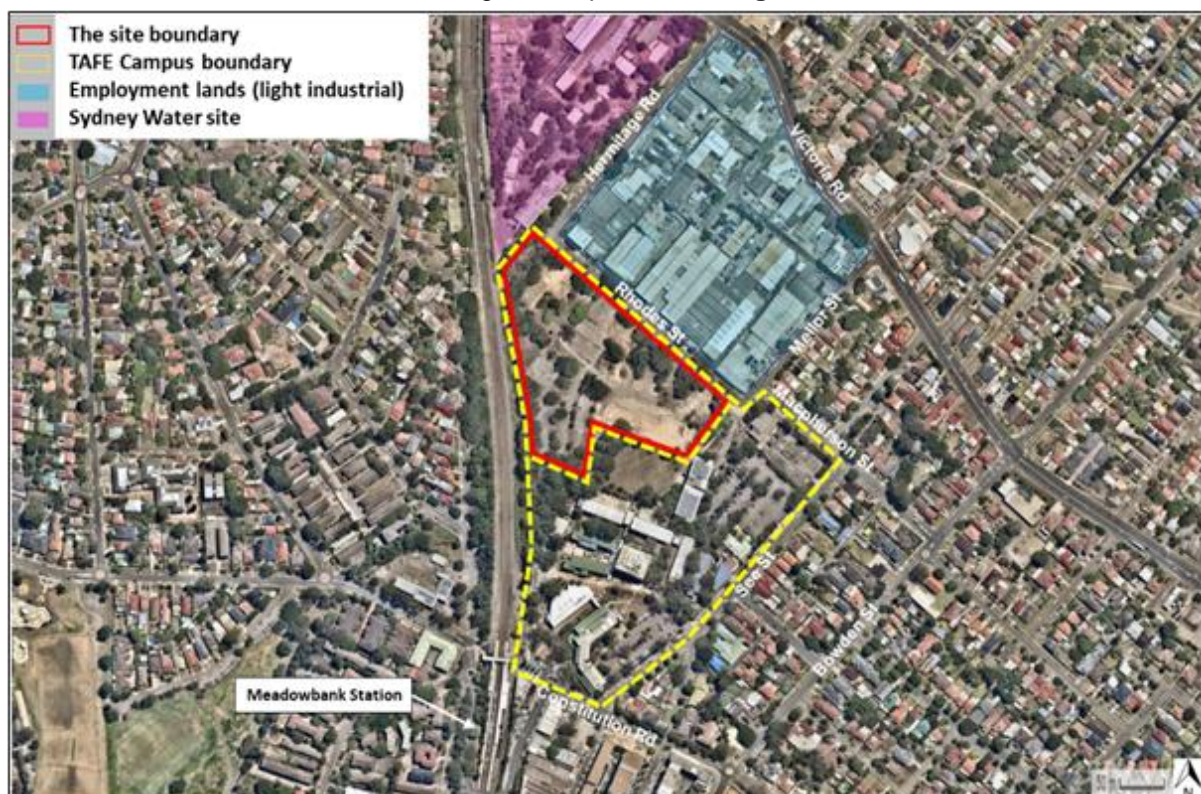 The site boundary
TAFE Campus boundary
Employment lands (light industrial)
Sydney Water site
Hermitage Rd
Victoria Rd
Rhodes St
Mellor St
Macpherson St
See St
Bowden St
Meadowbank Station
Constitution Rd